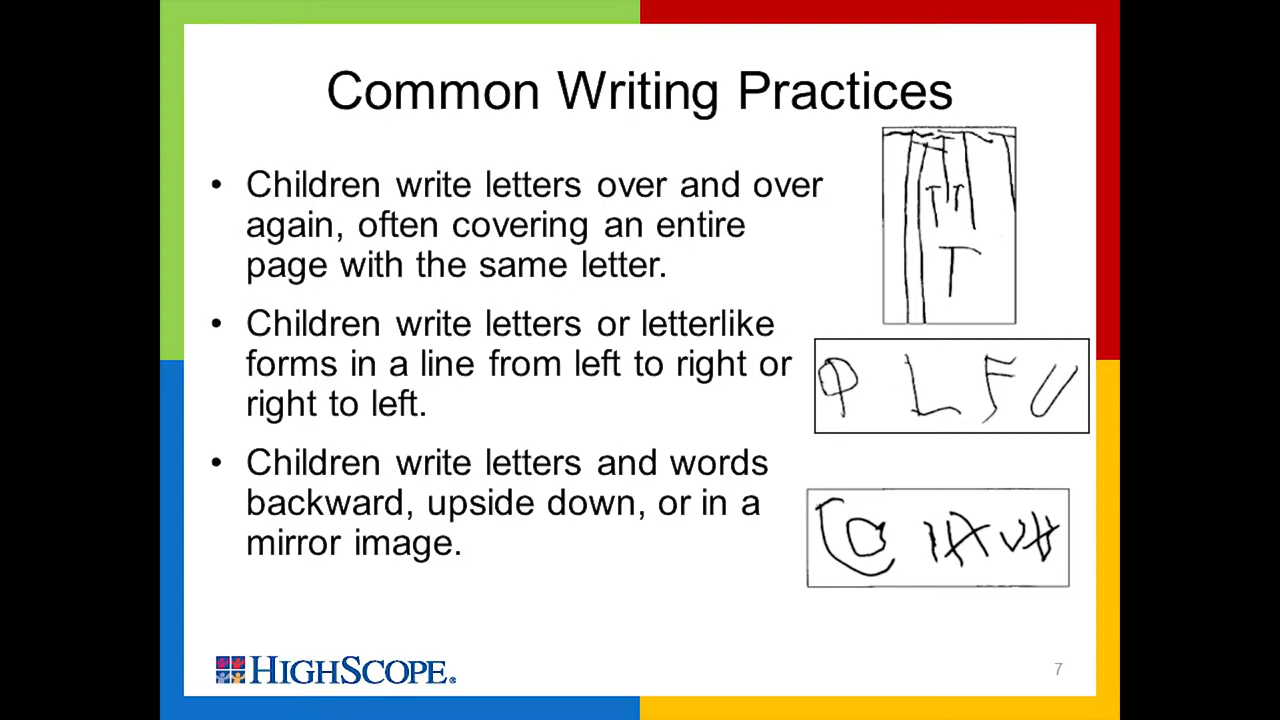 Common Writing Practices
• Children write letters over and over
again, often covering an entire
page with the same letter.
T T
T
• Children write letters or letterlike
forms in a line from left to right or
right to left.
P L F U
• Children write letters and words
backward, upside down, or in a
mirror image.
HIGHSCOPE®
7